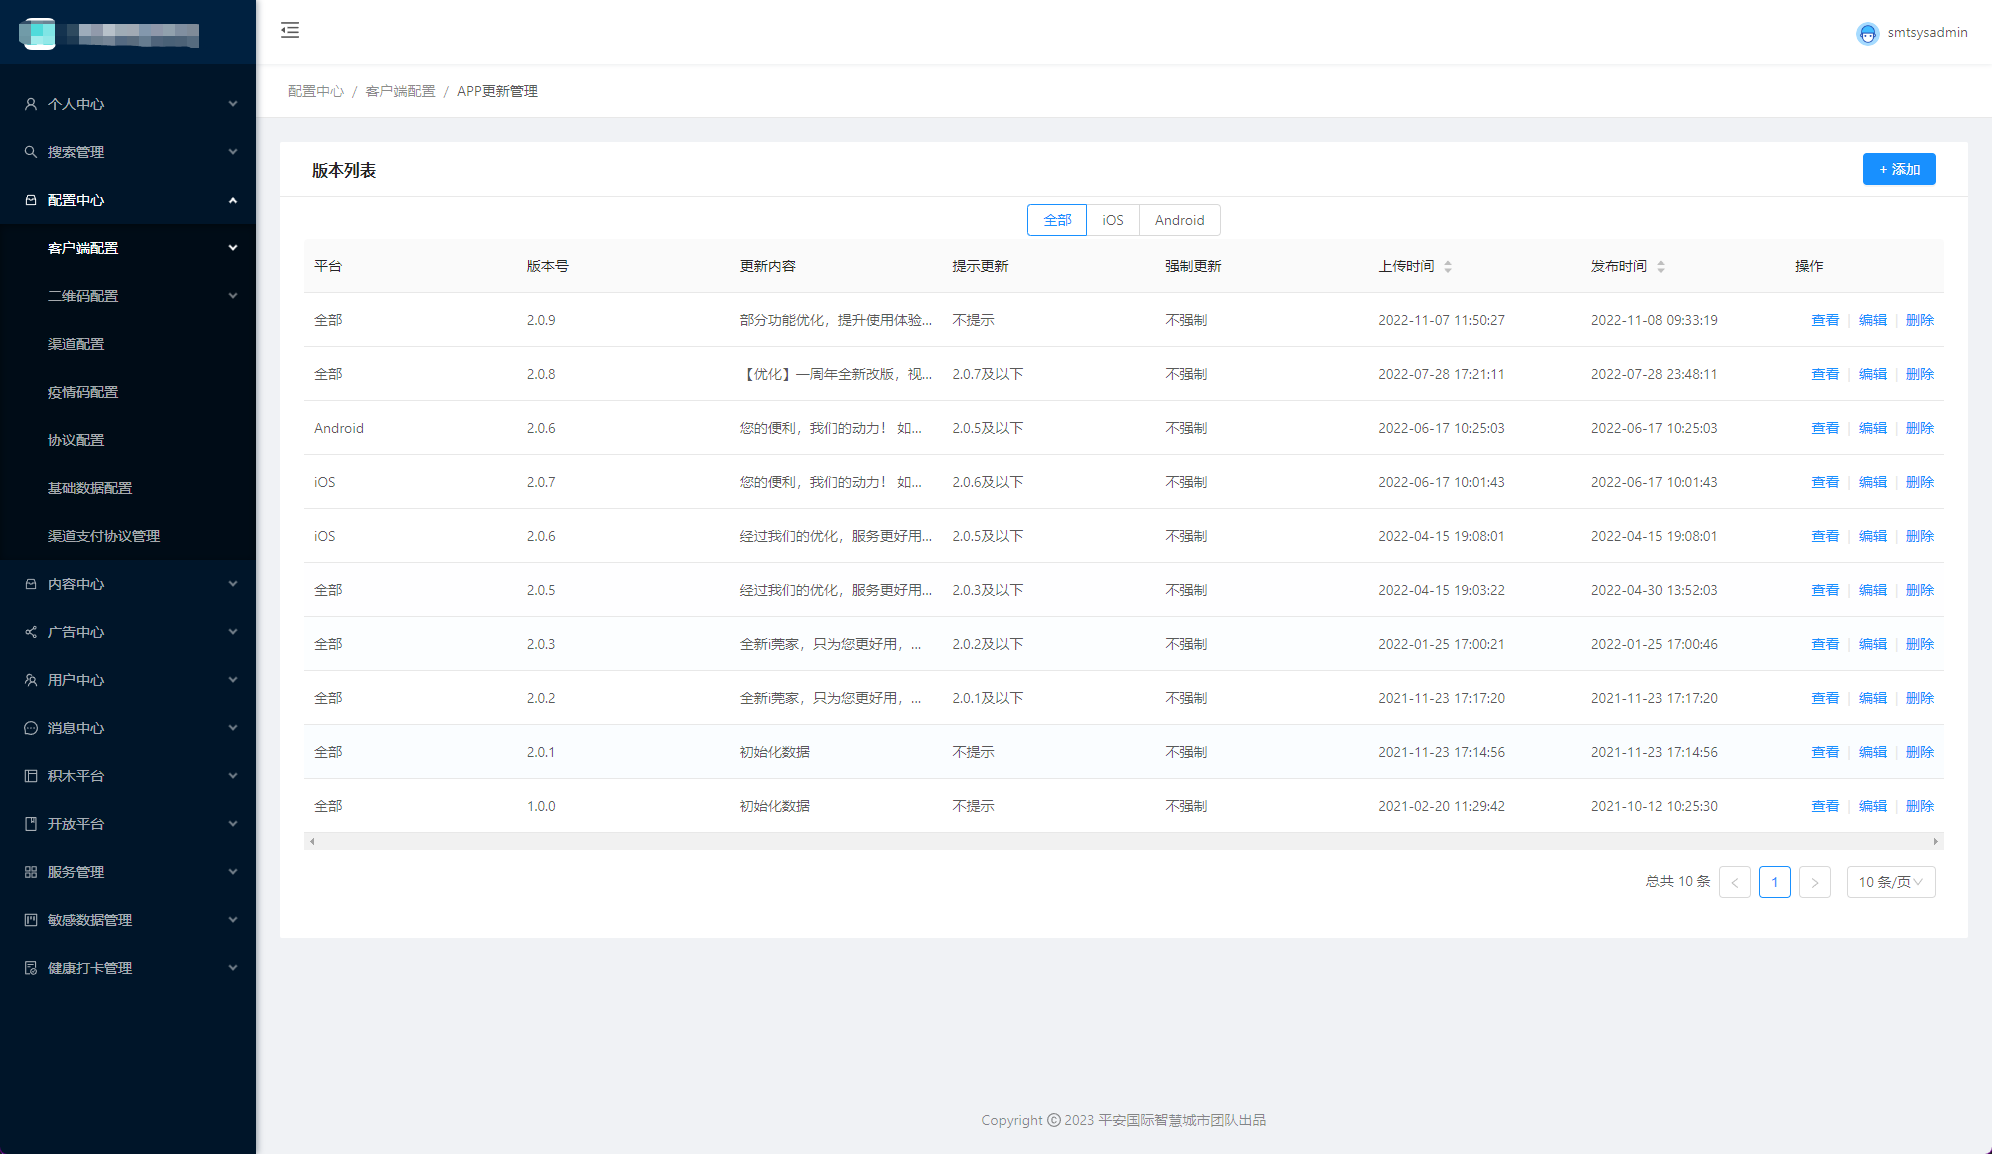 smtsysadmin
个人中心
搜索管理
配置中心
客户端配置
二维码配置
渠道配置
疫情码配置
协议配置
基础数据配置
渠道支付协议管理
内容中心
广告中心
用户中心
消息中心
积木平台
开放平台
服务管理
敏感数据管理
健康打卡管理
配置中心 / 客户端配置 / APP更新管理
版本列表
+ 添加
全部 iOS Android
平台 版本号 更新内容 提示更新 强制更新 上传时间 发布时间 操作
全部 2.0.9 部分功能优化，提升使用体验... 不提示 不强制 2022-11-07 11:50:27 2022-11-08 09:33:19 查看 编辑 删除
全部 2.0.8 【优化】一周年全新改版，视... 2.0.7及以下 不强制 2022-07-28 17:21:11 2022-07-28 23:48:11 查看 编辑 删除
Android 2.0.6 您的便利，我们的动力！ 如... 2.0.5及以下 不强制 2022-06-17 10:25:03 2022-06-17 10:25:03 查看 编辑 删除
iOS 2.0.7 您的便利，我们的动力！ 如... 2.0.6及以下 不强制 2022-06-17 10:01:43 2022-06-17 10:01:43 查看 编辑 删除
iOS 2.0.6 经过我们的优化，服务更好用... 2.0.5及以下 不强制 2022-04-15 19:08:01 2022-04-15 19:08:01 查看 编辑 删除
全部 2.0.5 经过我们的优化，服务更好用... 2.0.3及以下 不强制 2022-04-15 19:03:22 2022-04-30 13:52:03 查看 编辑 删除
全部 2.0.3 全新i莞家，只为您更好用，... 2.0.2及以下 不强制 2022-01-25 17:00:21 2022-01-25 17:00:46 查看 编辑 删除
全部 2.0.2 全新i莞家，只为您更好用，... 2.0.1及以下 不强制 2021-11-23 17:17:20 2021-11-23 17:17:20 查看 编辑 删除
全部 2.0.1 初始化数据 不提示 不强制 2021-11-23 17:14:56 2021-11-23 17:14:56 查看 编辑 删除
全部 1.0.0 初始化数据 不提示 不强制 2021-02-20 11:29:42 2021-10-12 10:25:30 查看 编辑 删除
总共 10 条 < 1 > 10 条/页
Copyright © 2023 平安国际智慧城市团队出品